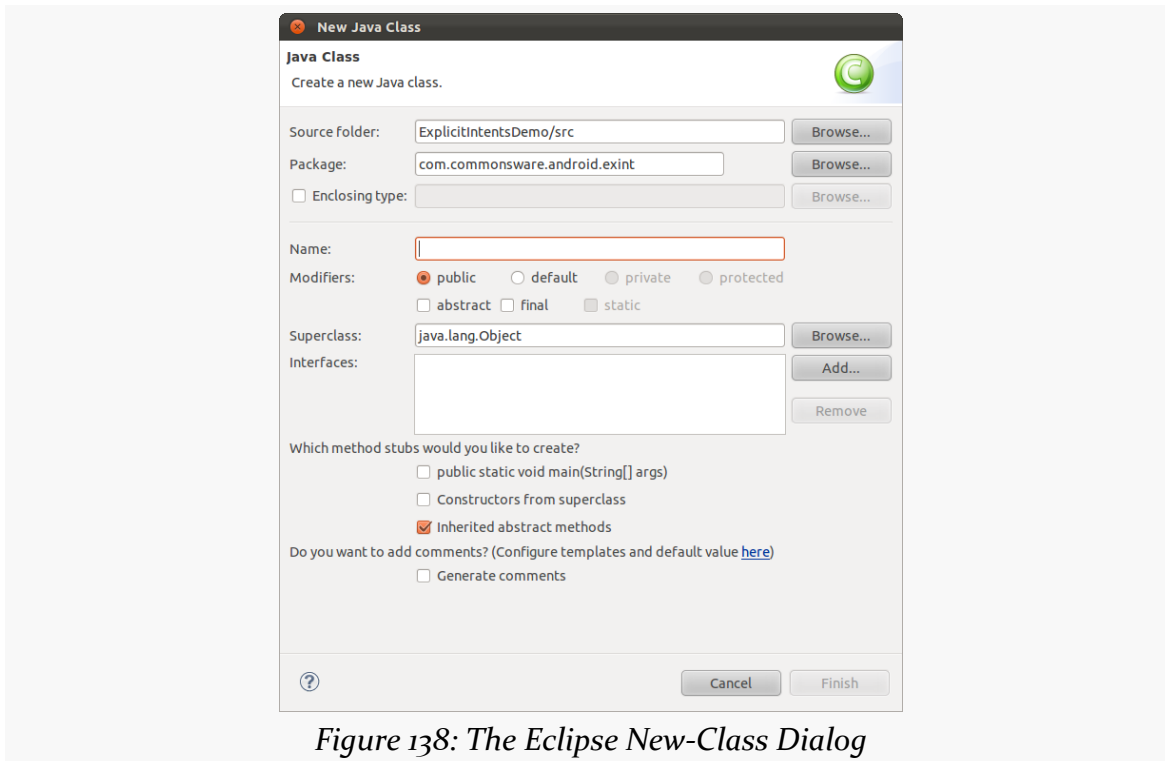 New Java Class
Java Class
Create a new Java class.
C
Source folder: ExplicitIntentsDemo/src Browse...
Package: com.commonsware.android.exint Browse...
Enclosing type: Browse...
Name:
Modifiers: public default private protected
abstract final static
Superclass: java.lang.Object Browse...
Interfaces: Add...
Remove
Which method stubs would you like to create?
public static void main(String[] args)
Constructors from superclass
Inherited abstract methods
Do you want to add comments? (Configure templates and default value here)
Generate comments
? Cancel Finish
Figure 138: The Eclipse New-Class Dialog